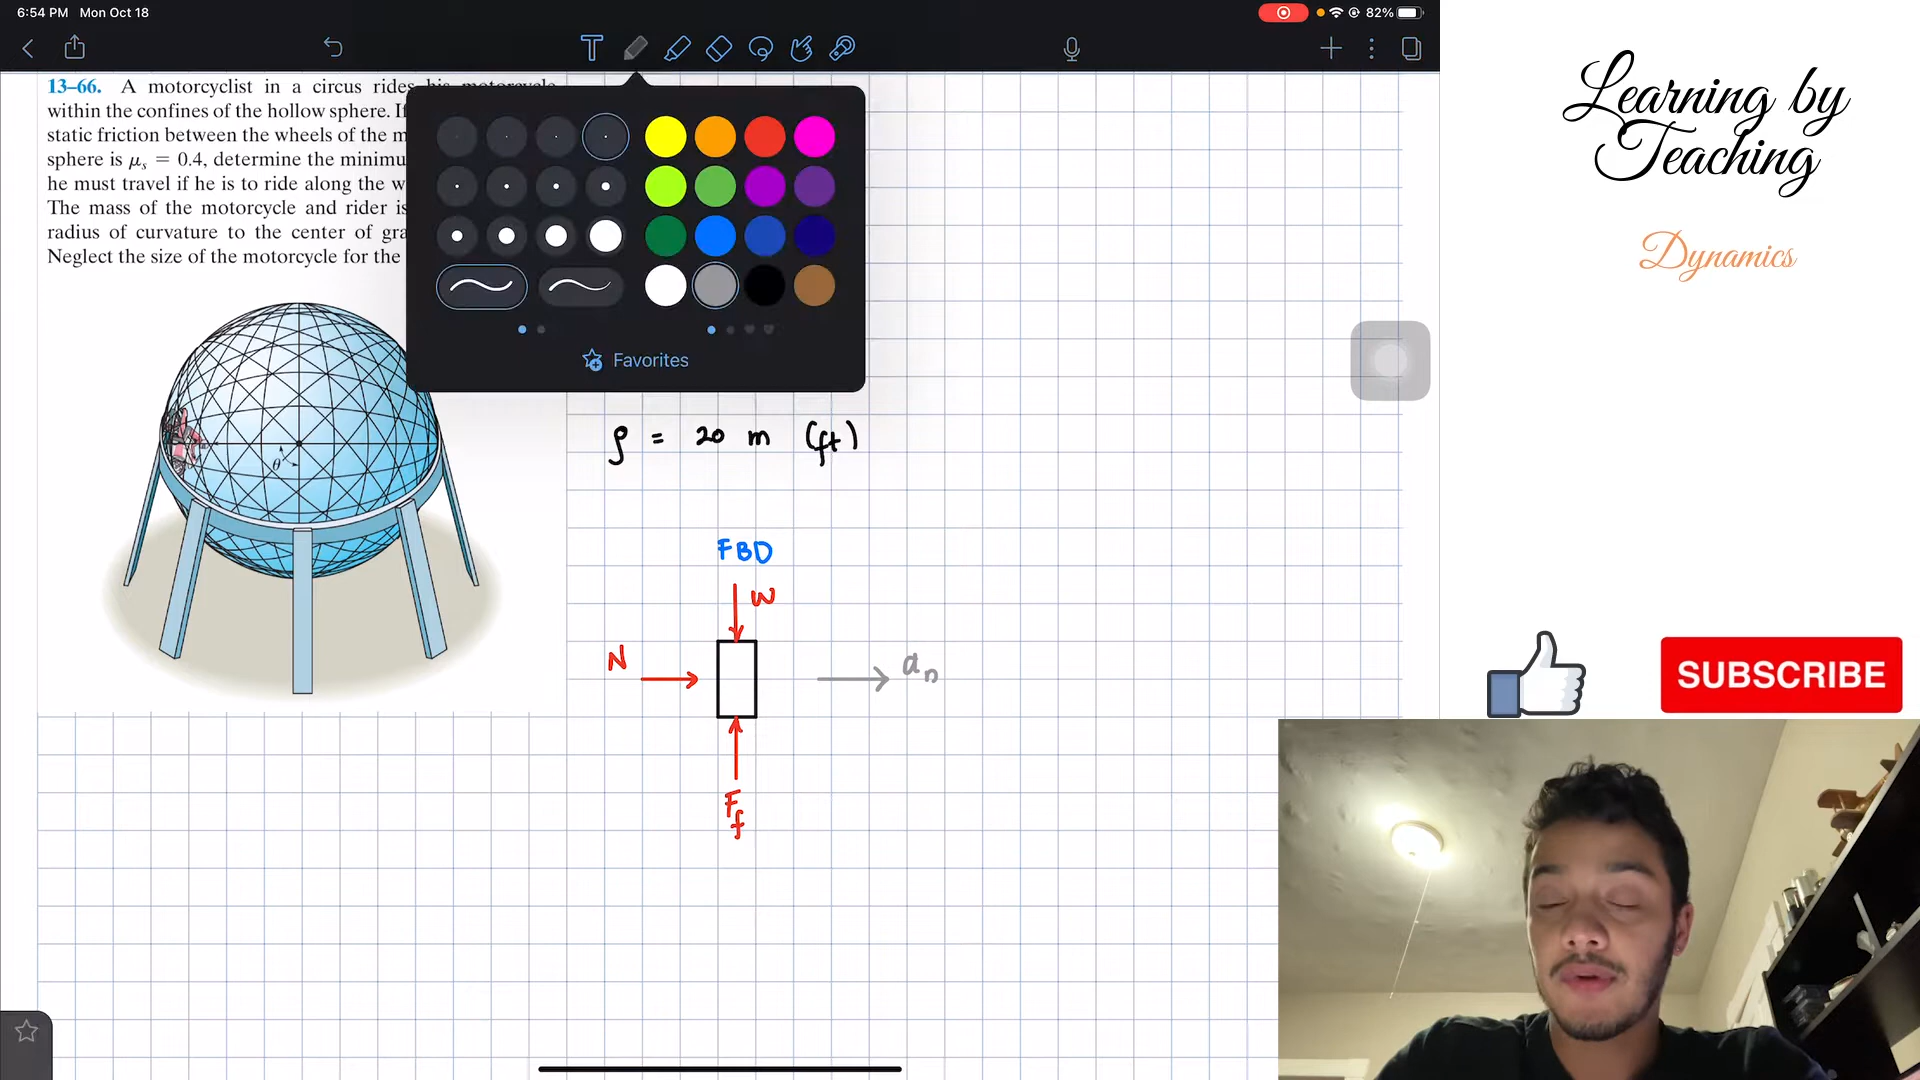 6:54 PM Mon Oct 18
82%
T
13–66. A motorcyclist in a circus rides his motorcycle
within the confines of the hollow sphere. If
static friction between the wheels of the m
sphere is μs = 0.4, determine the minimu
he must travel if he is to ride along the w
The mass of the motorcycle and rider is
radius of curvature to the center of gra
Neglect the size of the motorcycle for the
θ
Favorites
ρ = 20 m (ft)
FBD
W
N
an
Ff
Learning by
Teaching
Dynamics
SUBSCRIBE